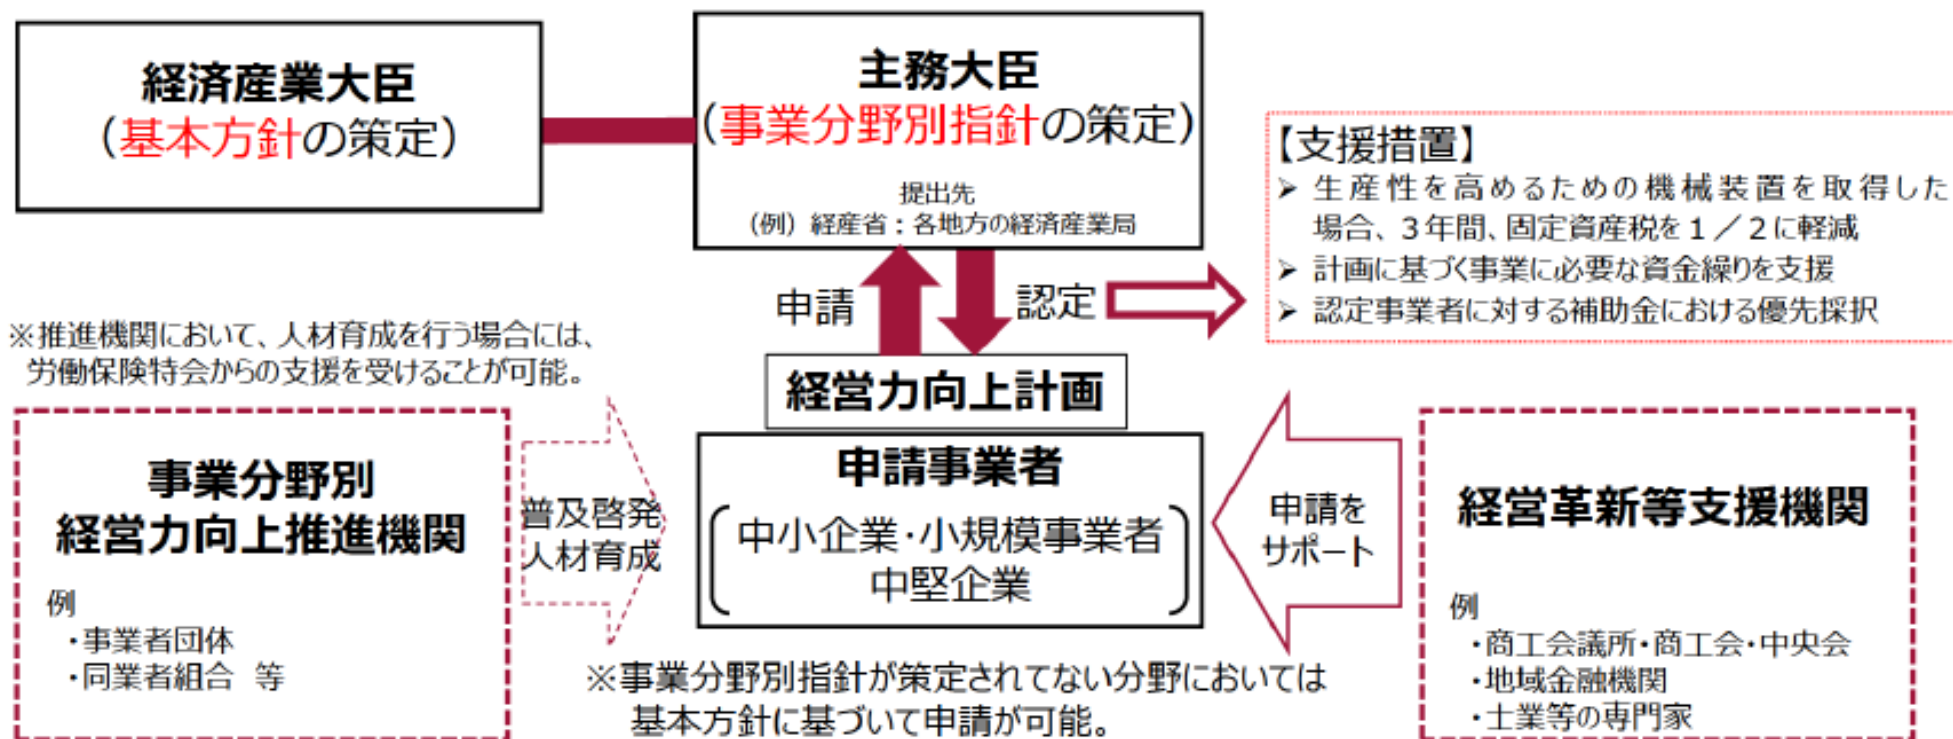 経済産業大臣
（基本方針の策定）
主務大臣
（事業分野別指針の策定）
提出先
（例）経産省：各地方の経済産業局
【支援措置】
➢ 生産性を高めるための機械装置を取得した
場合、３年間、固定資産税を１／２に軽減
➢ 計画に基づく事業に必要な資金繰りを支援
➢ 認定事業者に対する補助金における優先採択
申請
認定
※推進機関において、人材育成を行う場合には、
労働保険特会からの支援を受けることが可能。
経営力向上計画
事業分野別
経営力向上推進機関
例
・事業者団体
・同業者組合 等
普及啓発
人材育成
申請事業者
中小企業・小規模事業者
中堅企業
申請を
サポート
経営革新等支援機関
例
・商工会議所・商工会・中央会
・地域金融機関
・士業等の専門家
※事業分野別指針が策定されてない分野においては
基本方針に基づいて申請が可能。